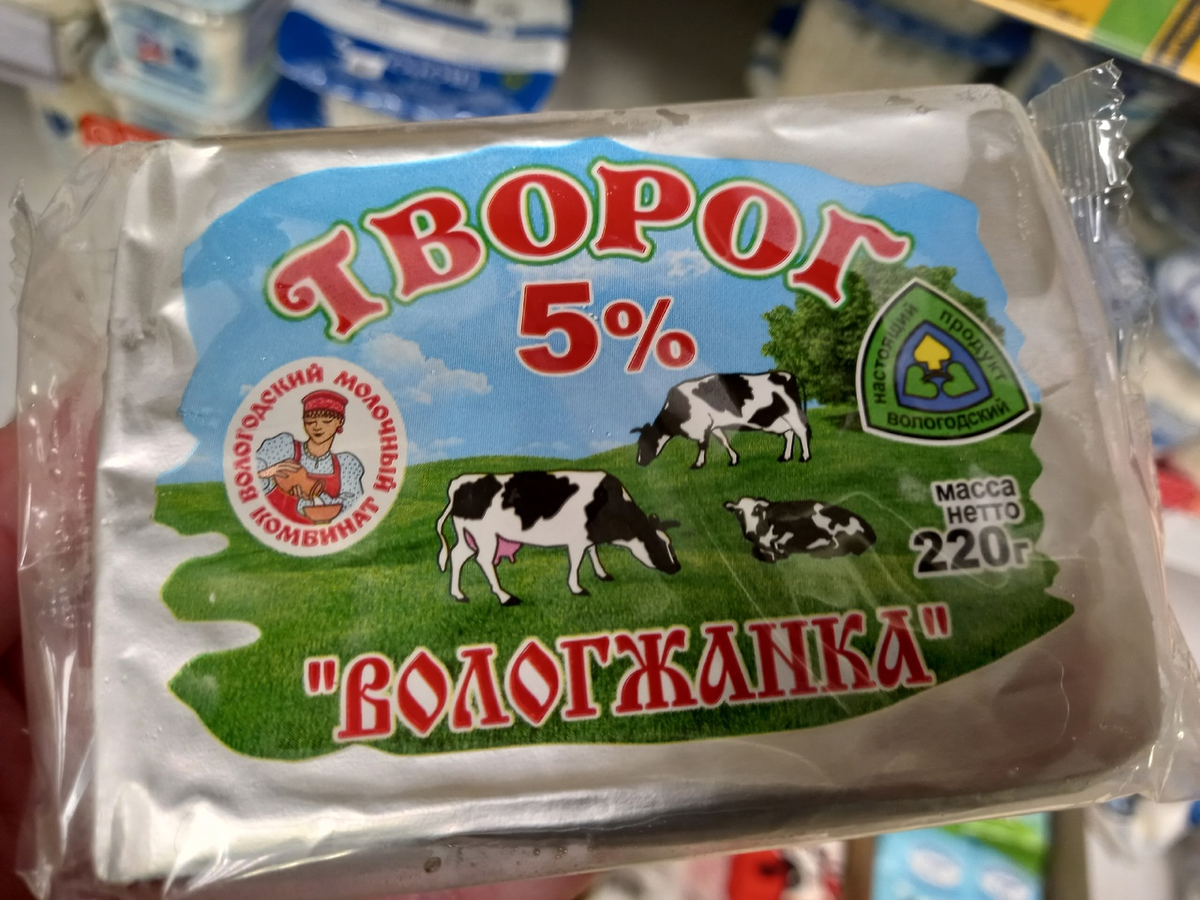 ТВОРОГ
5%
ВОЛОГОДСКИЙ МОЛОЧНЫЙ КОМБИНАТ
настоящий продукт
вологодский
масса
нетто
220г
"ВОЛОГЖАНКА"